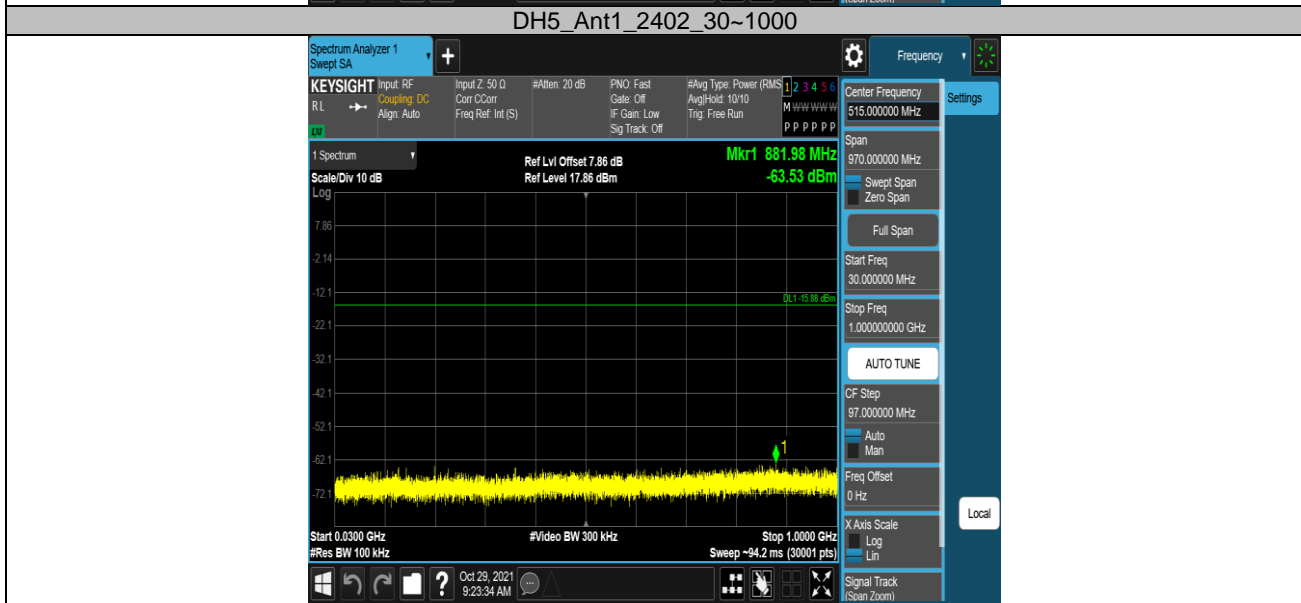 (Span Zoom)
DH5_Ant1_2402_30~1000
Spectrum Analyzer 1
Swept SA
Frequency
KEYSIGHT
RL
LXI
Input: RF
Coupling: DC
Align: Auto
Input Z: 50 Ω
Corr CCorr
Freq Ref: Int (S)
#Atten: 20 dB
PNO: Fast
Gate: Off
IF Gain: Low
Sig Track: Off
#Avg Type: Power (RMS
Avg|Hold: 10/10
Trig: Free Run
1 2 3 4 5 6
M W W W W W
P P P P P P
1 Spectrum
Scale/Div 10 dB
Log
Ref Lvl Offset 7.86 dB
Ref Level 17.86 dBm
Mkr1 881.98 MHz
-63.53 dBm
7.86
-2.14
-12.1
DL1 -15.88 dBm
-22.1
-32.1
-42.1
-52.1
1
-62.1
-72.1
Start 0.0300 GHz
#Res BW 100 kHz
#Video BW 300 kHz
Stop 1.0000 GHz
Sweep ~94.2 ms (30001 pts)
?
Oct 29, 2021
9:23:34 AM
Center Frequency
515.000000 MHz
Settings
Span
970.000000 MHz
Swept Span
Zero Span
Full Span
Start Freq
30.000000 MHz
Stop Freq
1.000000000 GHz
AUTO TUNE
CF Step
97.000000 MHz
Auto
Man
Freq Offset
0 Hz
Local
X Axis Scale
Log
Lin
Signal Track
(Span Zoom)